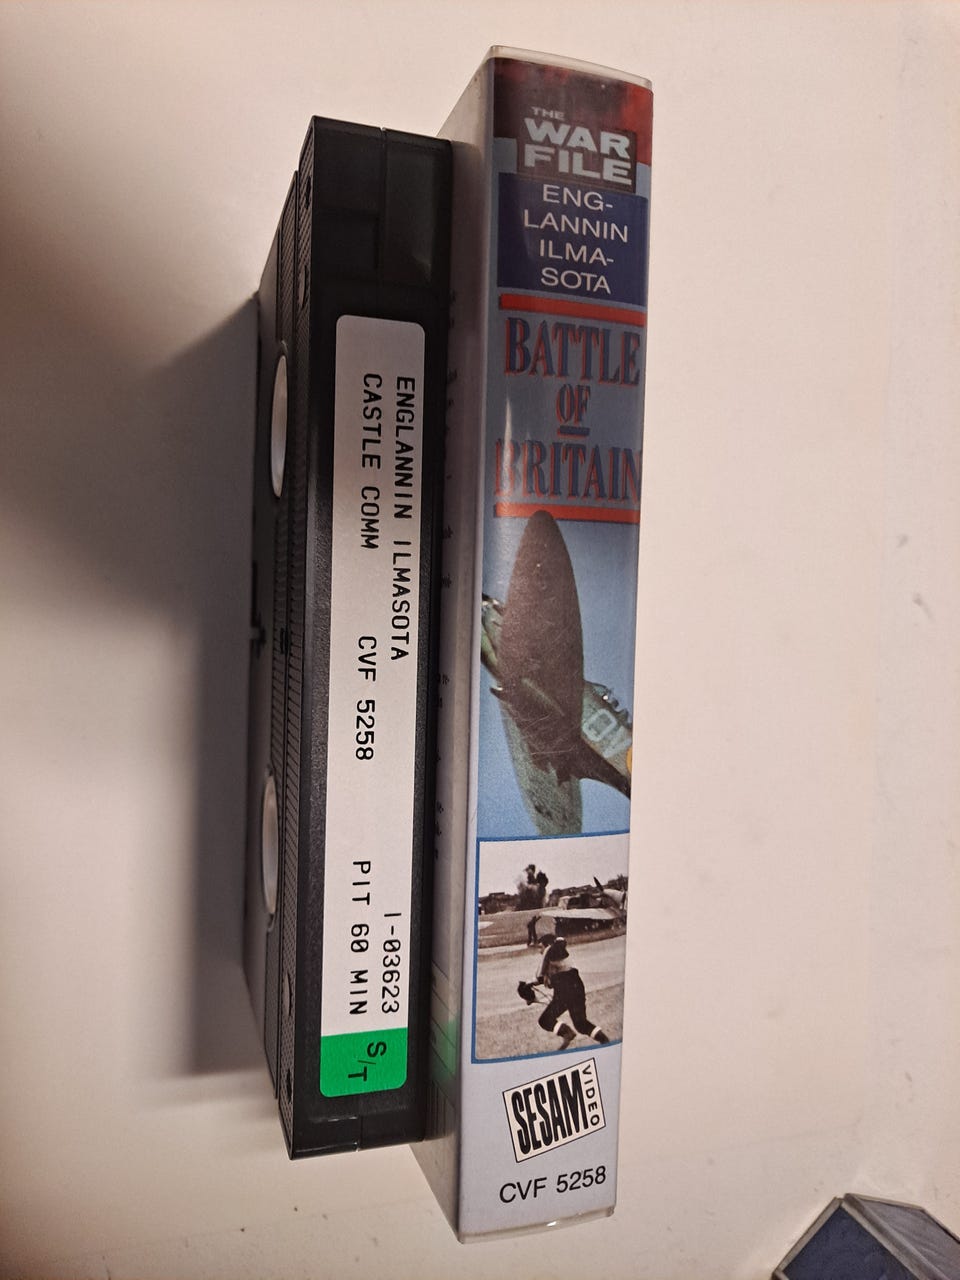 ENGLANNIN ILMASOTA
I-03623
CASTLE COMM CVF 5258 PIT 60 MIN
S/T
THE
WAR
FILE
ENG-
LANNIN
ILMA-
SOTA
BATTLE
OF
BRITAIN
SESAM
VIDEO
CVF 5258